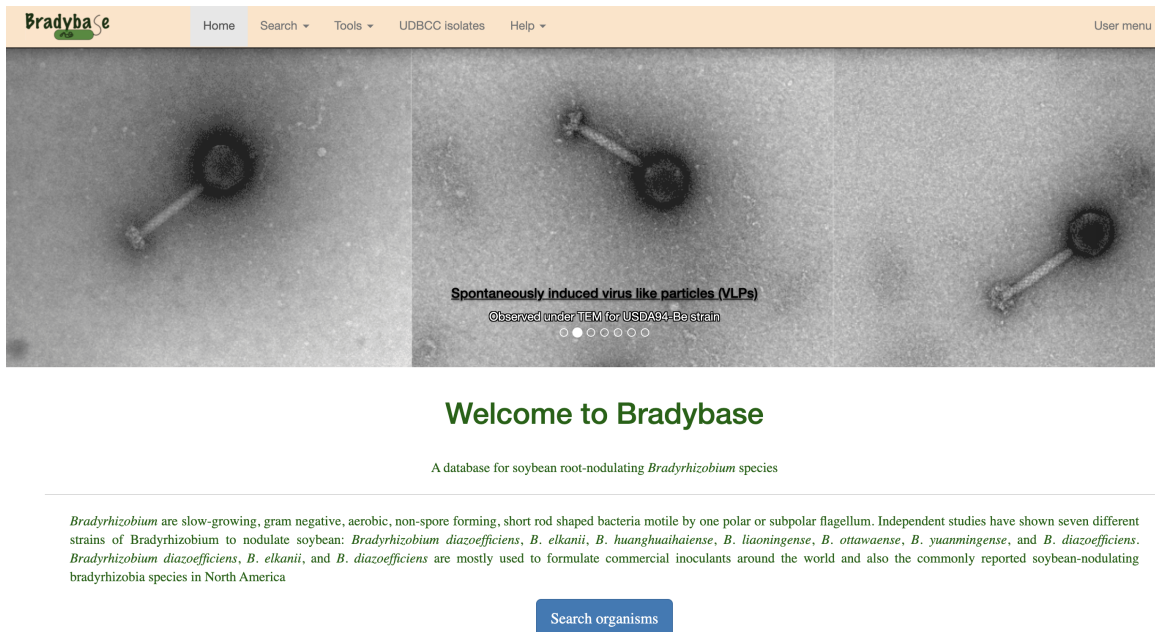 Bradybase
Home Search Tools UDBCC isolates Help User menu
Spontaneously induced virus like particles (VLPs)
Observed under TEM for USDA94-Be strain
Welcome to Bradybase
A database for soybean root-nodulating Bradyrhizobium species
Bradyrhizobium are slow-growing, gram negative, aerobic, non-spore forming, short rod shaped bacteria motile by one polar or subpolar flagellum. Independent studies have shown seven different
strains of Bradyrhizobium to nodulate soybean: Bradyrhizobium diazoefficiens, B. elkanii, B. huanghuaihaiense, B. liaoningense, B. ottawaense, B. yuanmingense, and B. diazoefficiens.
Bradyrhizobium diazoefficiens, B. elkanii, and B. diazoefficiens are mostly used to formulate commercial inoculants around the world and also the commonly reported soybean-nodulating
bradyrhizobia species in North America
Search organisms